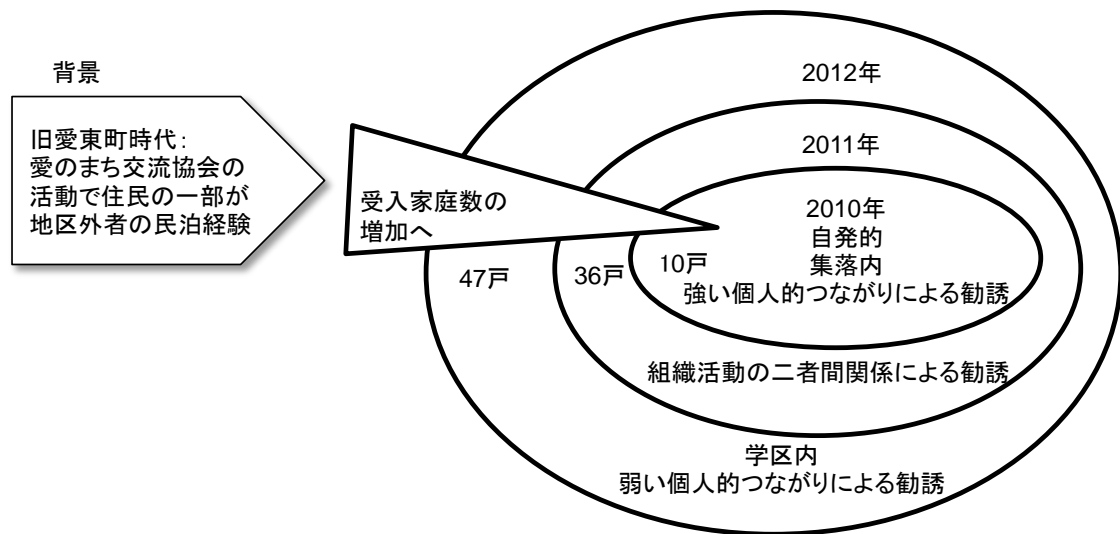 背景
旧愛東町時代：
愛のまち交流協会の
活動で住民の一部が
地区外者の民泊経験
受入家庭数の
増加へ
2012年
2011年
2010年
自発的
集落内
強い個人的つながりによる勧誘
10戸
36戸
47戸
組織活動の二者間関係による勧誘
学区内
弱い個人的つながりによる勧誘